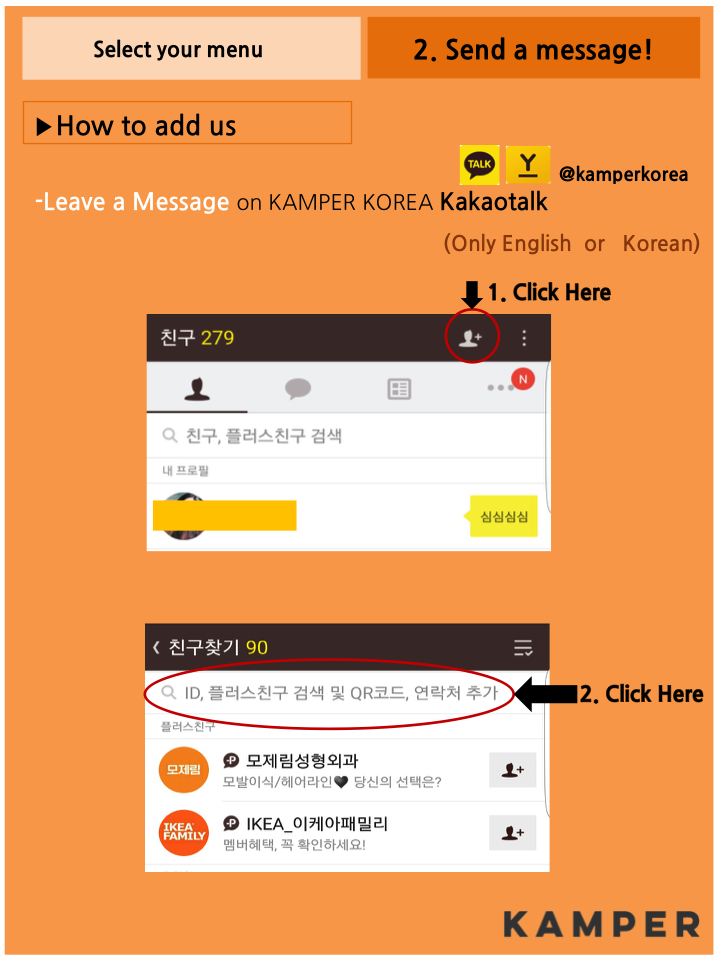 Select your menu
2. Send a message!
▶How to add us
TALK
Y
@kamperkorea
-Leave a Message on KAMPER KOREA Kakaotalk
(Only English or Korean)
1. Click Here
친구 279
N
친구, 플러스친구 검색
내 프로필
심심심심
친구찾기 90
ID, 플러스친구 검색 및 QR코드, 연락처 추가
2. Click Here
플러스친구
모제림
P 모제림성형외과
모발이식/헤어라인🖤 당신의 선택은?
IKEA FAMILY
P IKEA_이케아패밀리
멤버혜택, 꼭 확인하세요!
KAMPER